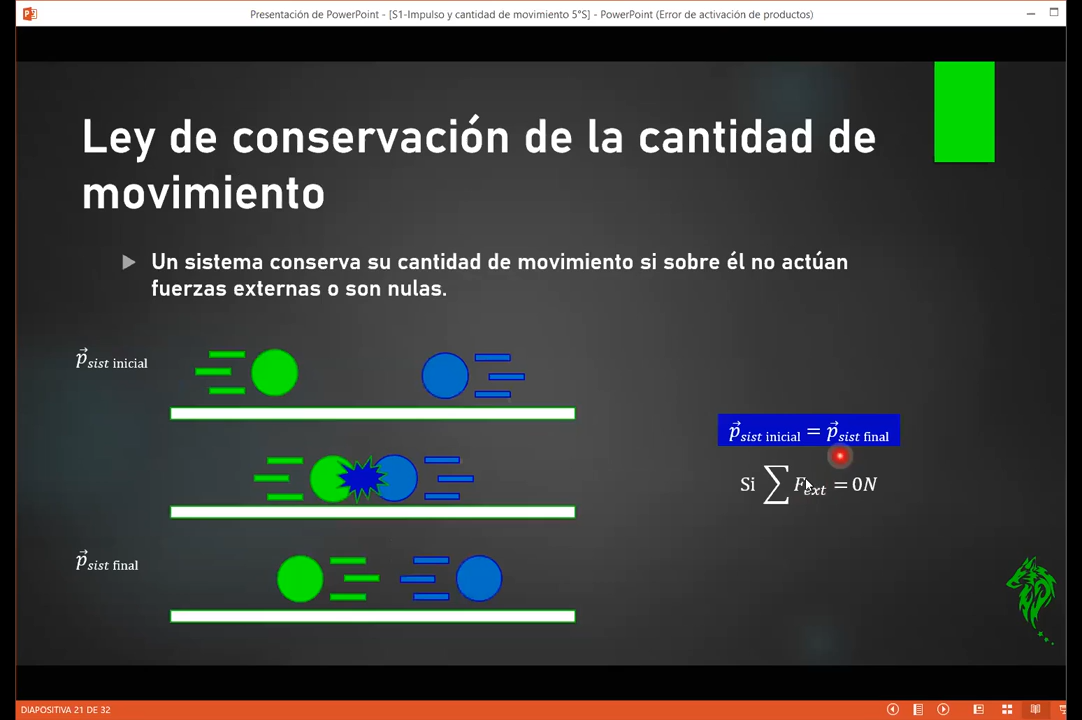 Presentación de PowerPoint - [S1-Impulso y cantidad de movimiento 5°S] - PowerPoint (Error de activación de productos)
Ley de conservación de la cantidad de
movimiento
Un sistema conserva su cantidad de movimiento si sobre él no actúan
fuerzas externas o son nulas.
p⃗sist inicial
p⃗sist inicial = p⃗sist final
Si ∑ Fext = 0N
p⃗sist final
DIAPOSITIVA 21 DE 32